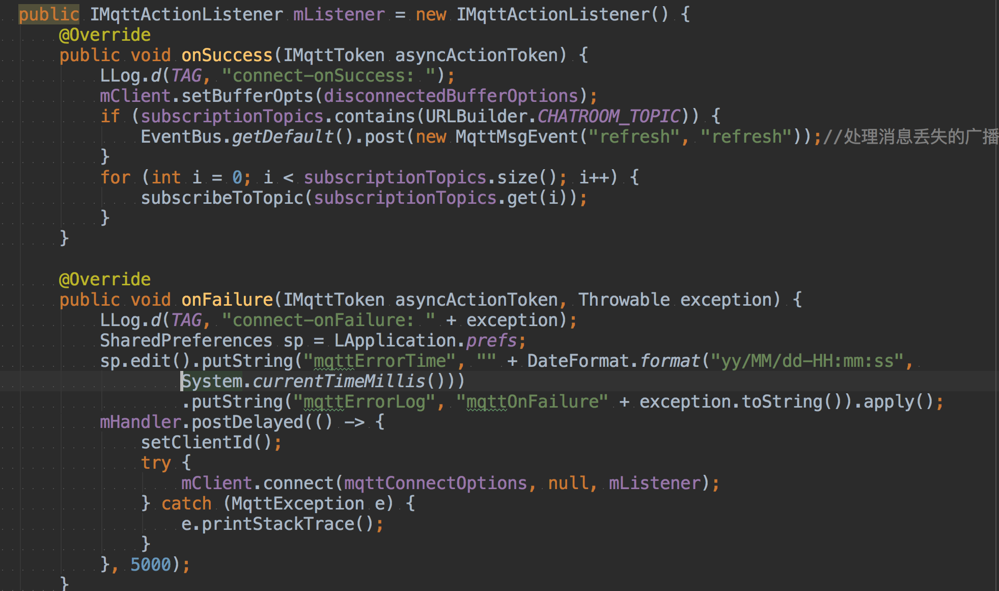 public IMqttActionListener mListener = new IMqttActionListener() {
@Override
public void onSuccess(IMqttToken asyncActionToken) {
LLog.d(TAG, "connect-onSuccess: ");
mClient.setBufferOpts(disconnectedBufferOptions);
if (subscriptionTopics.contains(URLBuilder.CHATROOM_TOPIC)) {
EventBus.getDefault().post(new MqttMsgEvent("refresh", "refresh"));//处理消息丢失的广播
}
for (int i = 0; i < subscriptionTopics.size(); i++) {
subscribeToTopic(subscriptionTopics.get(i));
}
}
@Override
public void onFailure(IMqttToken asyncActionToken, Throwable exception) {
LLog.d(TAG, "connect-onFailure: " + exception);
SharedPreferences sp = LApplication.prefs;
sp.edit().putString("mqttErrorTime", "" + DateFormat.format("yy/MM/dd-HH:mm:ss",
System.currentTimeMillis()))
.putString("mqttErrorLog", "mqttOnFailure" + exception.toString()).apply();
mHandler.postDelayed(() -> {
setClientId();
try {
mClient.connect(mqttConnectOptions, null, mListener);
} catch (MqttException e) {
e.printStackTrace();
}
}, 5000);
}